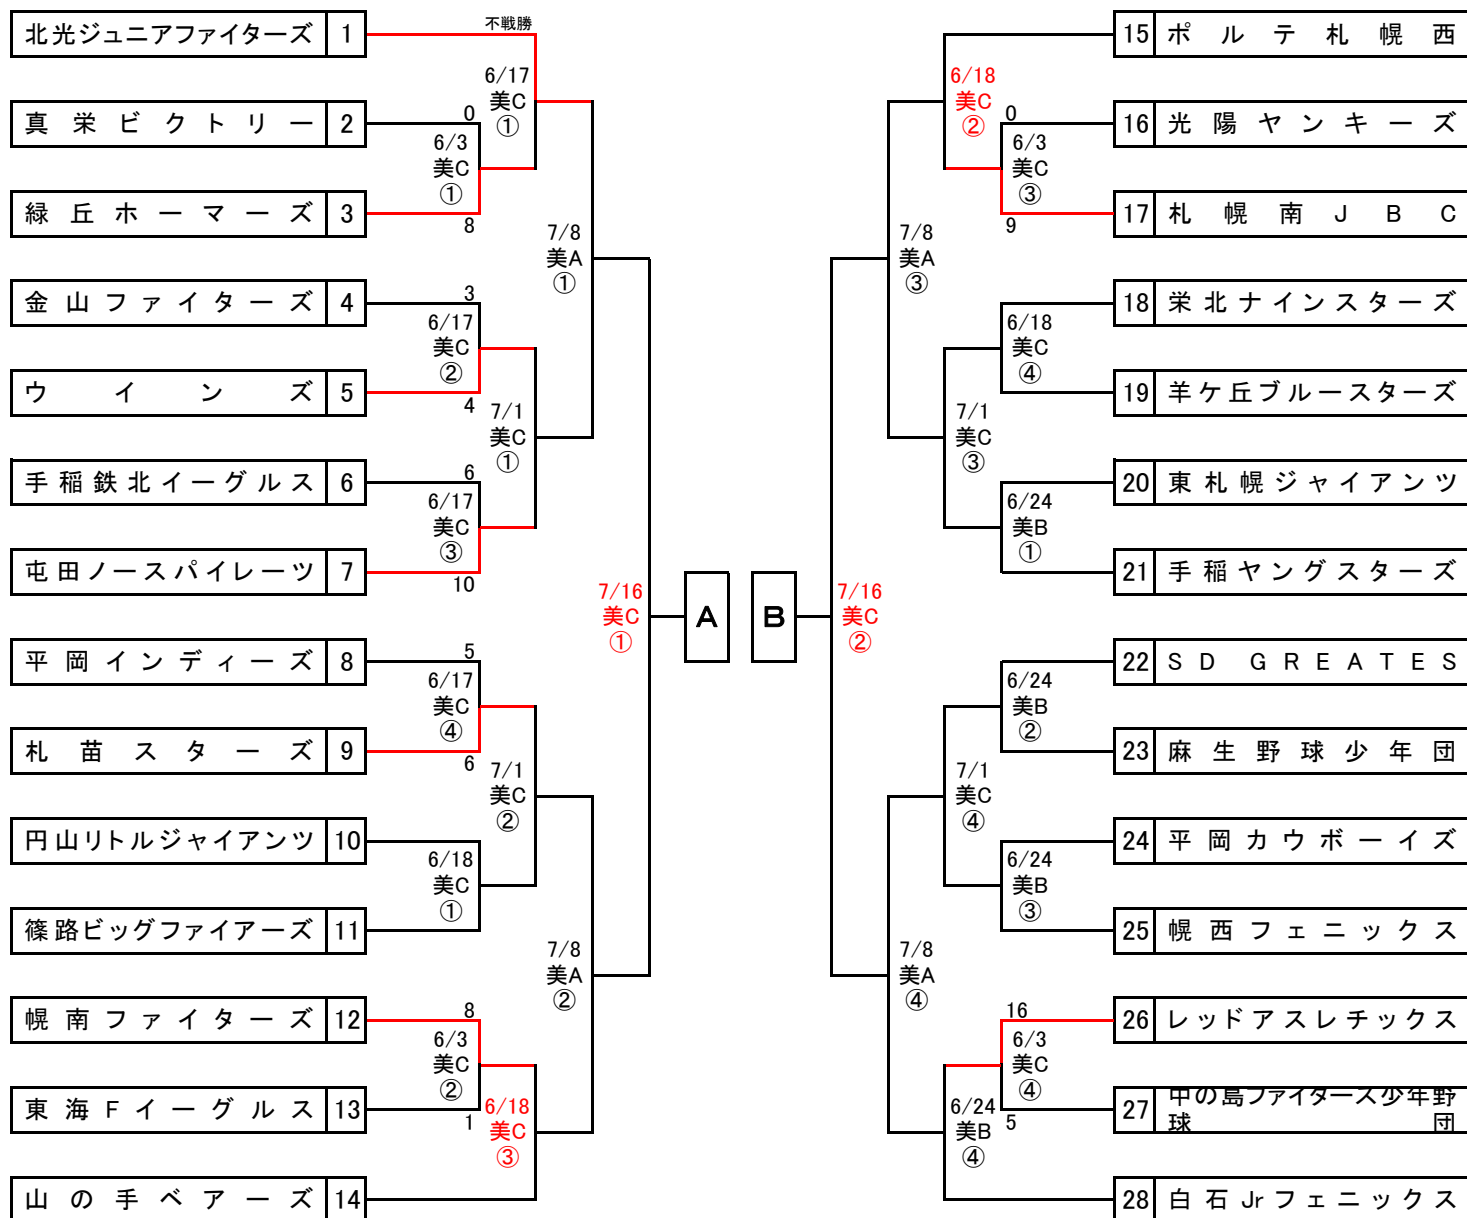 北光ジュニアファイターズ 1
不戦勝
6/17
美C
①
真栄ビクトリー 2
0
6/3
美C
①
緑丘ホーマーズ 3
8
7/8
美A
①
金山ファイターズ 4
3
6/17
美C
②
ウインズ 5
4
7/1
美C
①
手稲鉄北イーグルス 6
6
6/17
美C
③
屯田ノースパイレーツ 7
10
7/16
美C
①
A
平岡インディーズ 8
5
6/17
美C
④
札苗スターズ 9
6
7/1
美C
②
円山リトルジャイアンツ 10
6/18
美C
①
篠路ビッグファイアーズ 11
7/8
美A
②
幌南ファイターズ 12
8
6/3
美C
②
東海Fイーグルス 13
1
6/18
美C
③
山の手ベアーズ 14
15 ポルテ札幌西
6/18
美C
②
16 光陽ヤンキーズ
0
6/3
美C
③
17 札幌南JBC
9
7/8
美A
③
18 栄北ナインスターズ
6/18
美C
④
19 羊ケ丘ブルースターズ
7/1
美C
③
20 東札幌ジャイアンツ
6/24
美B
①
21 手稲ヤングスターズ
B
7/16
美C
②
22 SD GREATES
6/24
美B
②
23 麻生野球少年団
7/1
美C
④
24 平岡カウボーイズ
6/24
美B
③
25 幌西フェニックス
7/8
美A
④
26 レッドアスレチックス
16
6/3
美C
④
27 中の島ファイターズ少年野
球団
5
6/24
美B
④
28 白石Jrフェニックス